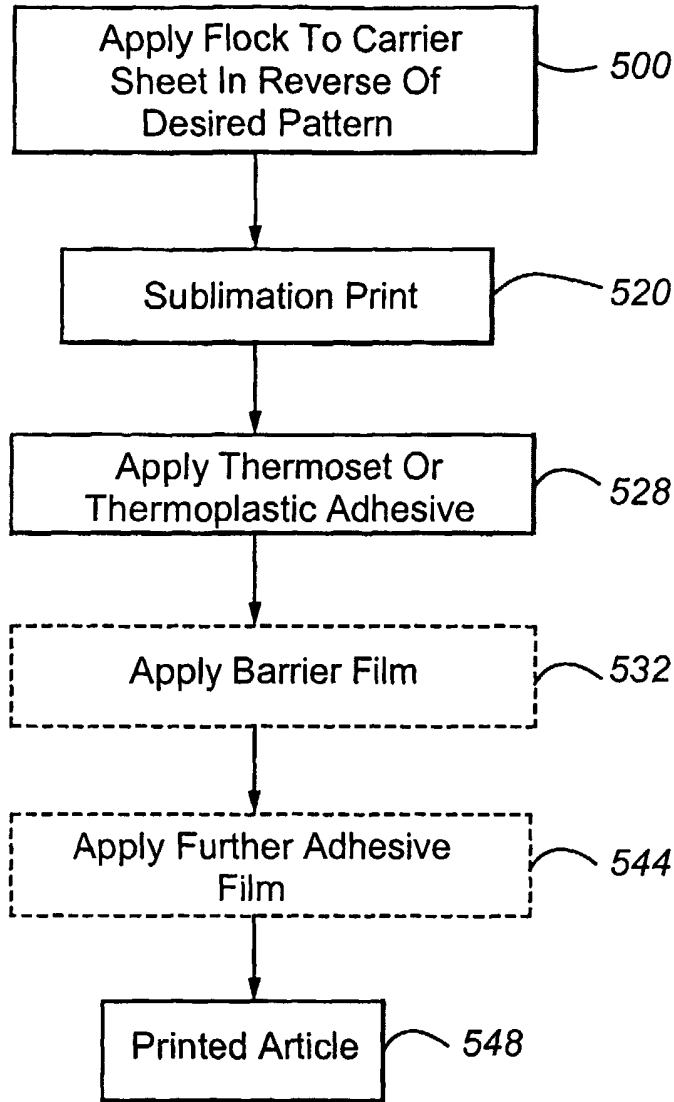 Apply Flock To Carrier
Sheet In Reverse Of
Desired Pattern
500
Sublimation Print
520
Apply Thermoset Or
Thermoplastic Adhesive
528
Apply Barrier Film
532
Apply Further Adhesive
Film
544
Printed Article
548